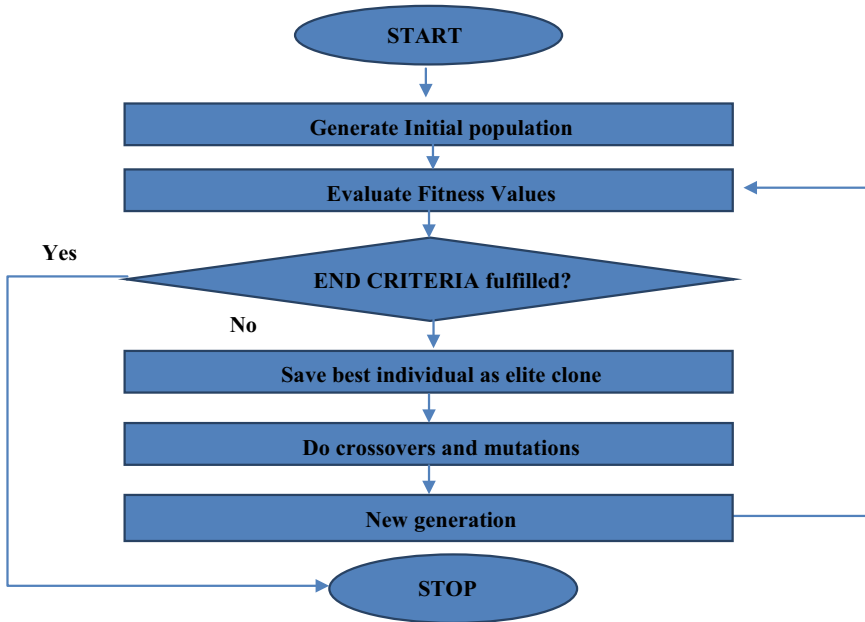 START
Generate Initial population
Evaluate Fitness Values
Yes
END CRITERIA fulfilled?
No
Save best individual as elite clone
Do crossovers and mutations
New generation
STOP